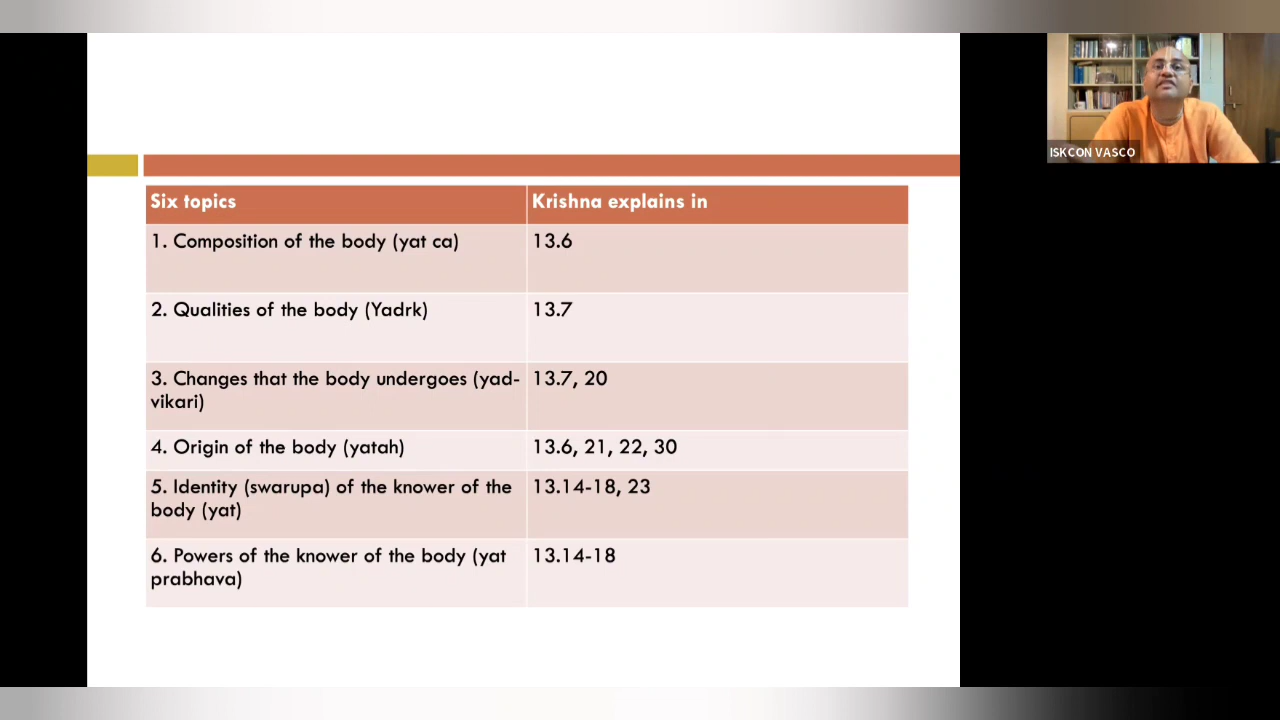 ISKCON VASCO
Six topics
Krishna explains in
1. Composition of the body (yat ca)
13.6
2. Qualities of the body (Yadrk)
13.7
3. Changes that the body undergoes (yad-
vikari)
13.7, 20
4. Origin of the body (yatah)
13.6, 21, 22, 30
5. Identity (swarupa) of the knower of the
body (yat)
13.14-18, 23
6. Powers of the knower of the body (yat
prabhava)
13.14-18